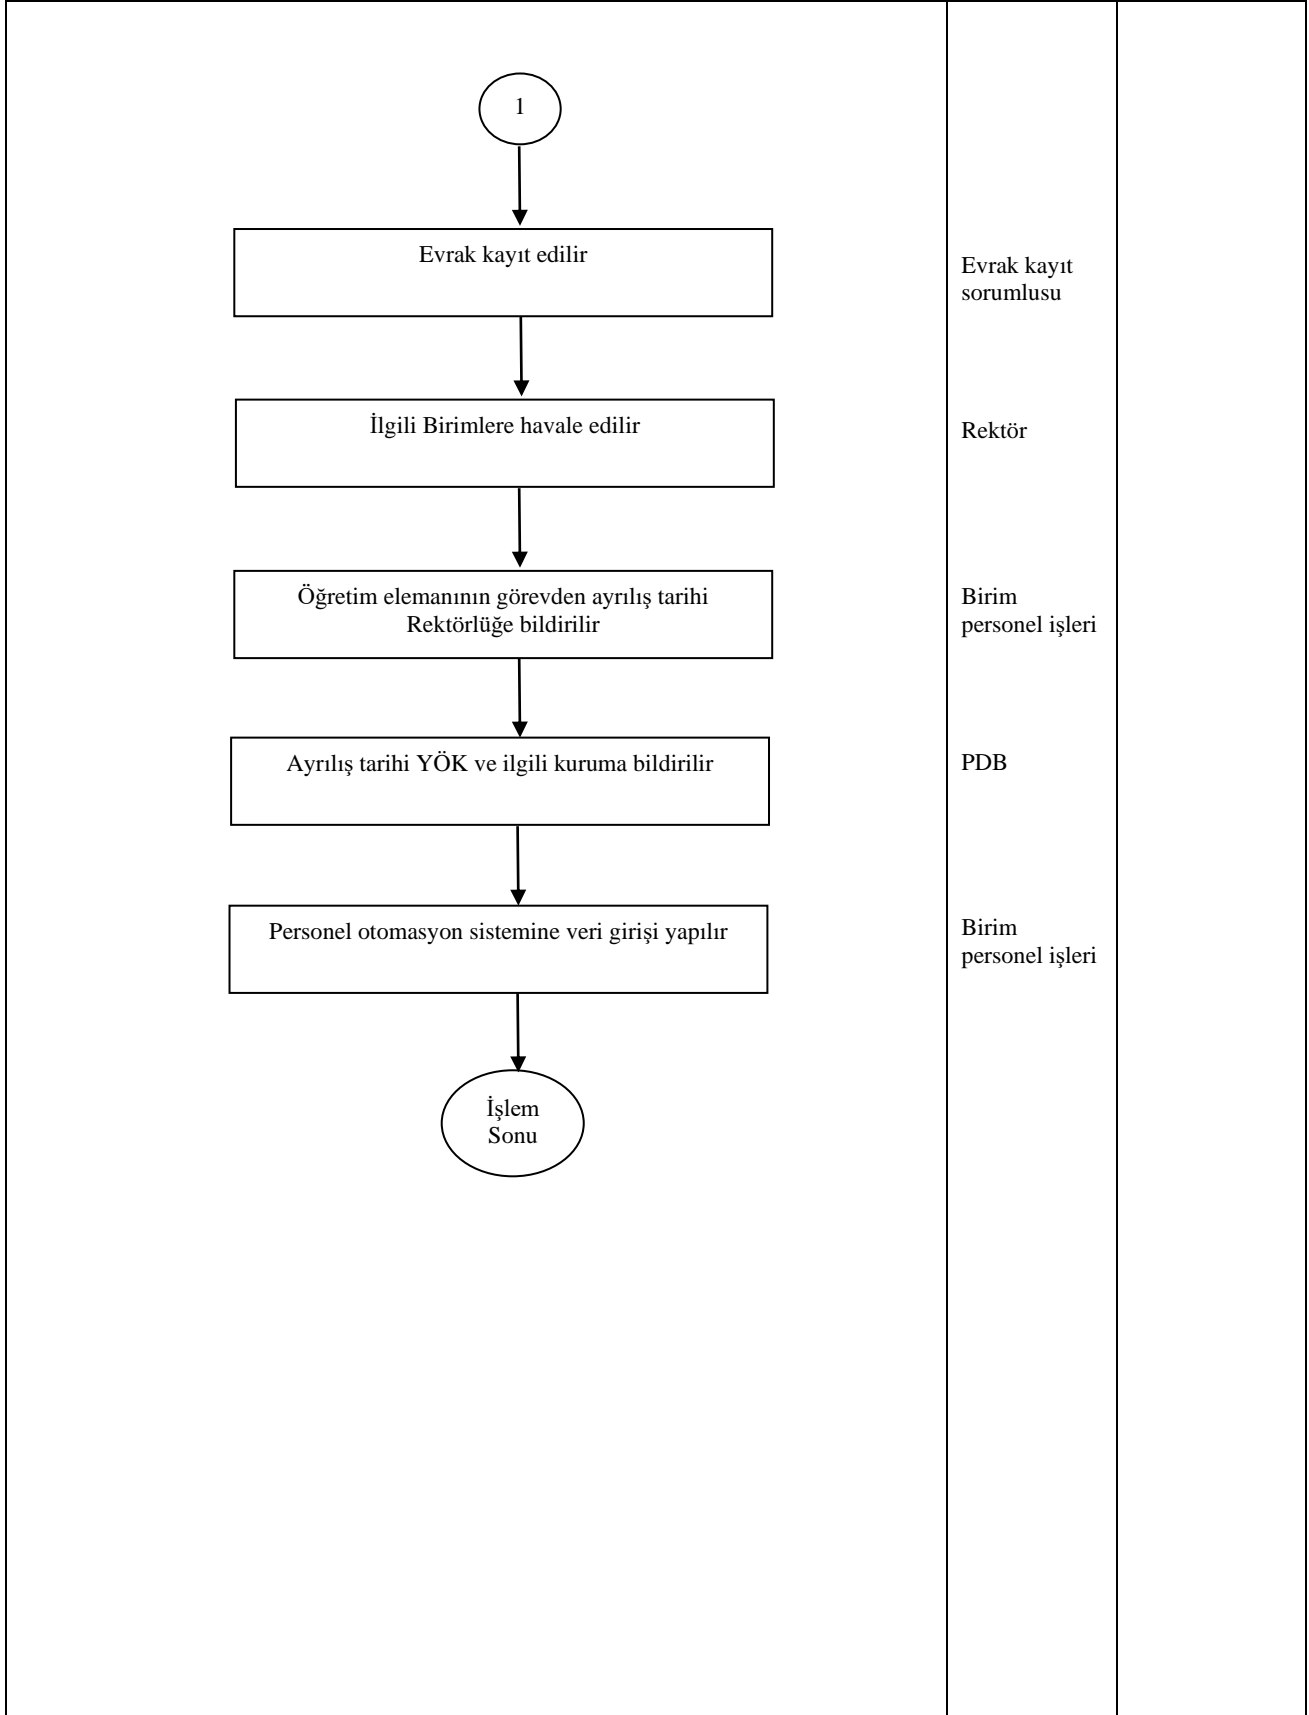 1
Evrak kayıt edilir
Evrak kayıt
sorumlusu
İlgili Birimlere havale edilir
Rektör
Öğretim elemanının görevden ayrılış tarihi
Rektörlüğe bildirilir
Birim
personel işleri
Ayrılış tarihi YÖK ve ilgili kuruma bildirilir
PDB
Personel otomasyon sistemine veri girişi yapılır
Birim
personel işleri
İşlem
Sonu